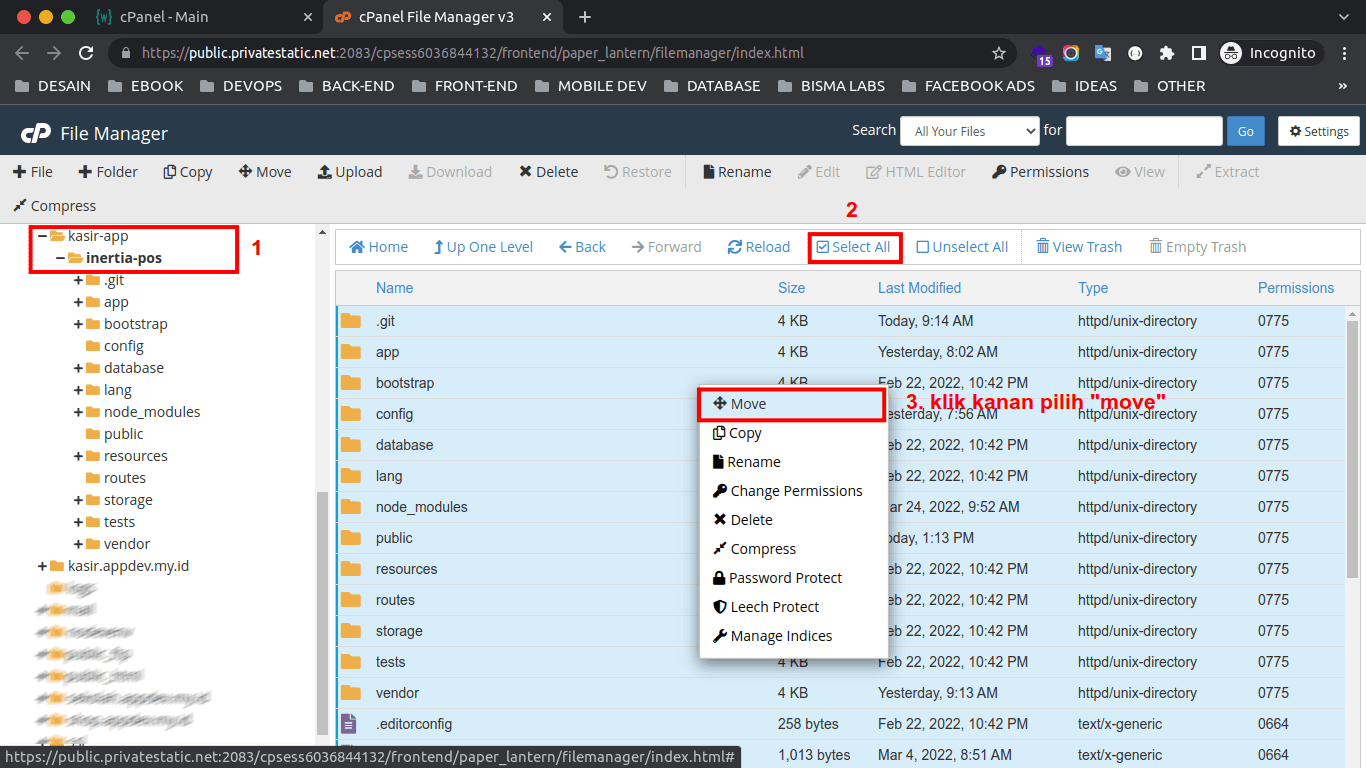 cPanel - Main
cPanel File Manager v3
https://public.privatestatic.net:2083/cpsess6036844132/frontend/paper_lantern/filemanager/index.html
15
Incognito
DESAIN
EBOOK
DEVOPS
BACK-END
FRONT-END
MOBILE DEV
DATABASE
BISMA LABS
FACEBOOK ADS
IDEAS
OTHER
»
cP File Manager
Search All Your Files for Go Settings
File Folder Copy Move Upload Download Delete Restore Rename Edit HTML Editor Permissions View Extract
Compress
2
kasir-app
inertia-pos
1
.git
app
bootstrap
config
database
lang
node_modules
public
resources
routes
storage
tests
vendor
kasir.appdev.my.id
Home Up One Level Back Forward Reload Select All Unselect All View Trash Empty Trash
Name Size Last Modified Type Permissions
.git 4 KB Today, 9:14 AM httpd/unix-directory 0775
app 4 KB Yesterday, 8:02 AM httpd/unix-directory 0775
bootstrap 4 KB Feb 22, 2022, 10:42 PM httpd/unix-directory 0775
config esterday, 7:56 AM httpd/unix-directory 0775
database eb 22, 2022, 10:42 PM httpd/unix-directory 0775
lang eb 22, 2022, 10:42 PM httpd/unix-directory 0775
node_modules ar 24, 2022, 9:52 AM httpd/unix-directory 0775
public oday, 1:13 PM httpd/unix-directory 0775
resources eb 22, 2022, 10:42 PM httpd/unix-directory 0775
routes eb 22, 2022, 10:42 PM httpd/unix-directory 0775
storage eb 22, 2022, 10:42 PM httpd/unix-directory 0775
tests 4 KB Feb 22, 2022, 10:42 PM httpd/unix-directory 0775
vendor 4 KB Yesterday, 9:13 AM httpd/unix-directory 0775
.editorconfig 258 bytes Feb 22, 2022, 10:42 PM text/x-generic 0664
1,013 bytes Mar 4, 2022, 8:51 AM text/x-generic 0664
Move
3. klik kanan pilih "move"
Copy
Rename
Change Permissions
Delete
Compress
Password Protect
Leech Protect
Manage Indices
https://public.privatestatic.net:2083/cpsess6036844132/frontend/paper_lantern/filemanager/index.html#